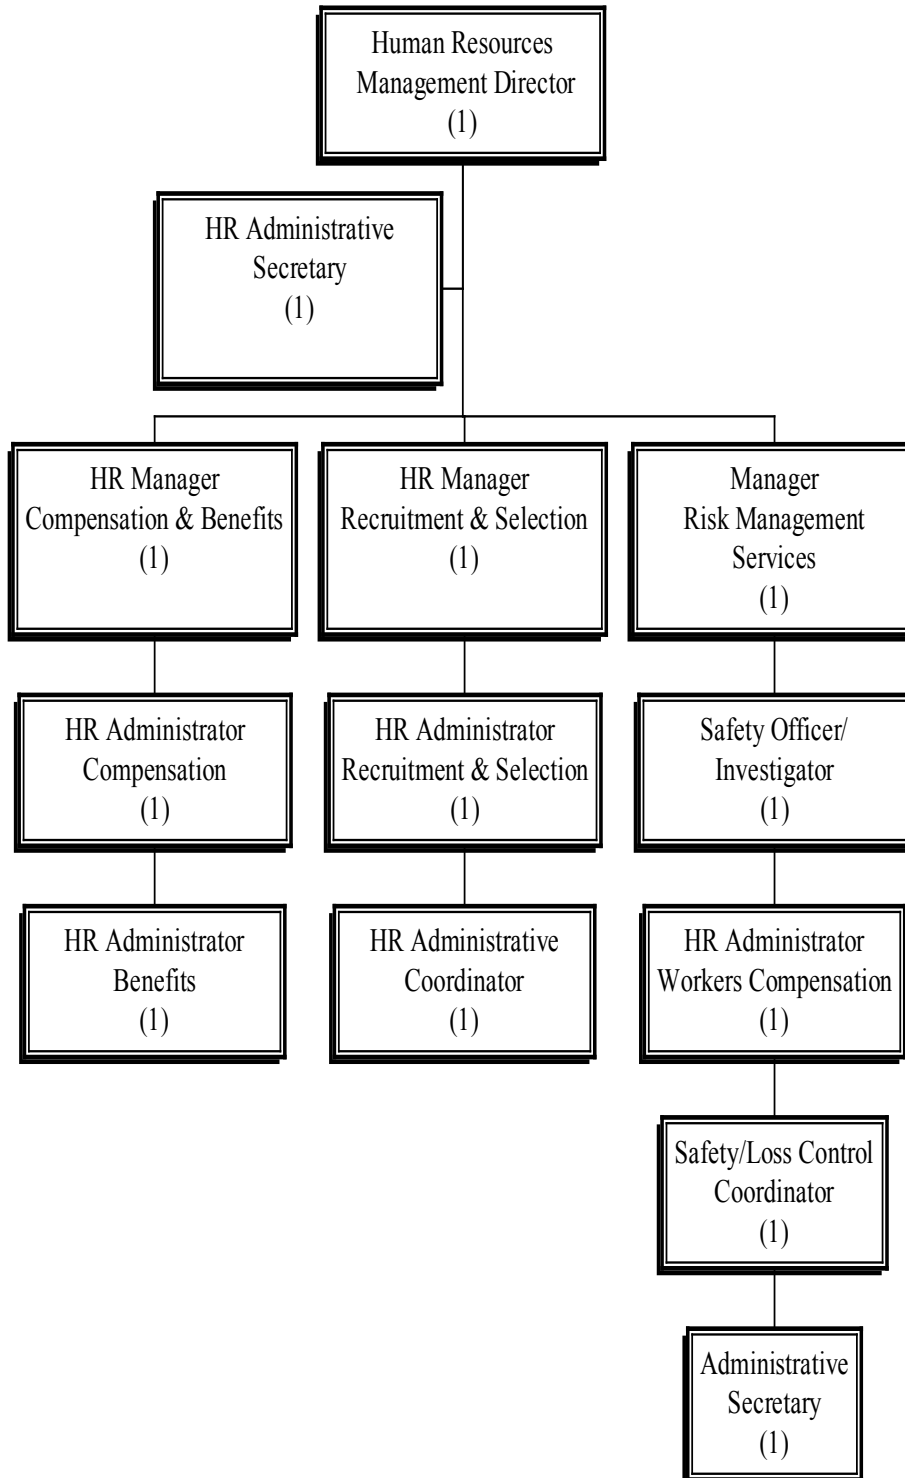 Human Resources
Management Director
(1)
HR Administrative
Secretary
(1)
HR Manager
Compensation & Benefits
(1)
HR Manager
Recruitment & Selection
(1)
Manager
Risk Management
Services
(1)
HR Administrator
Compensation
(1)
HR Administrator
Recruitment & Selection
(1)
Safety Officer/
Investigator
(1)
HR Administrator
Benefits
(1)
HR Administrative
Coordinator
(1)
HR Administrator
Workers Compensation
(1)
Safety/Loss Control
Coordinator
(1)
Administrative
Secretary
(1)